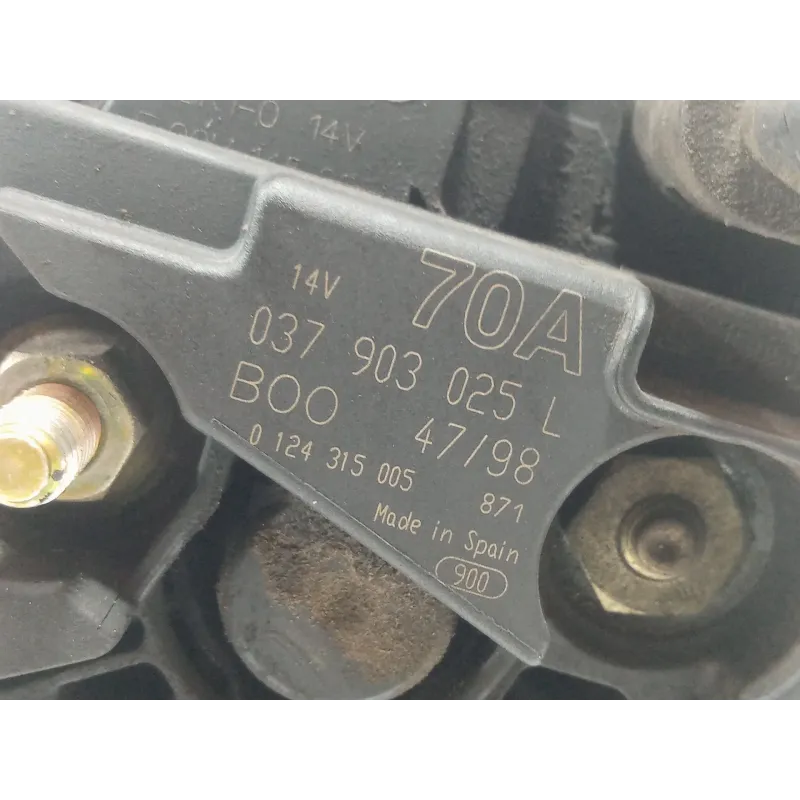 14V
14V 70A
037 903 025 L
BOO 47/98
0 124 315 005 871
Made in Spain
900